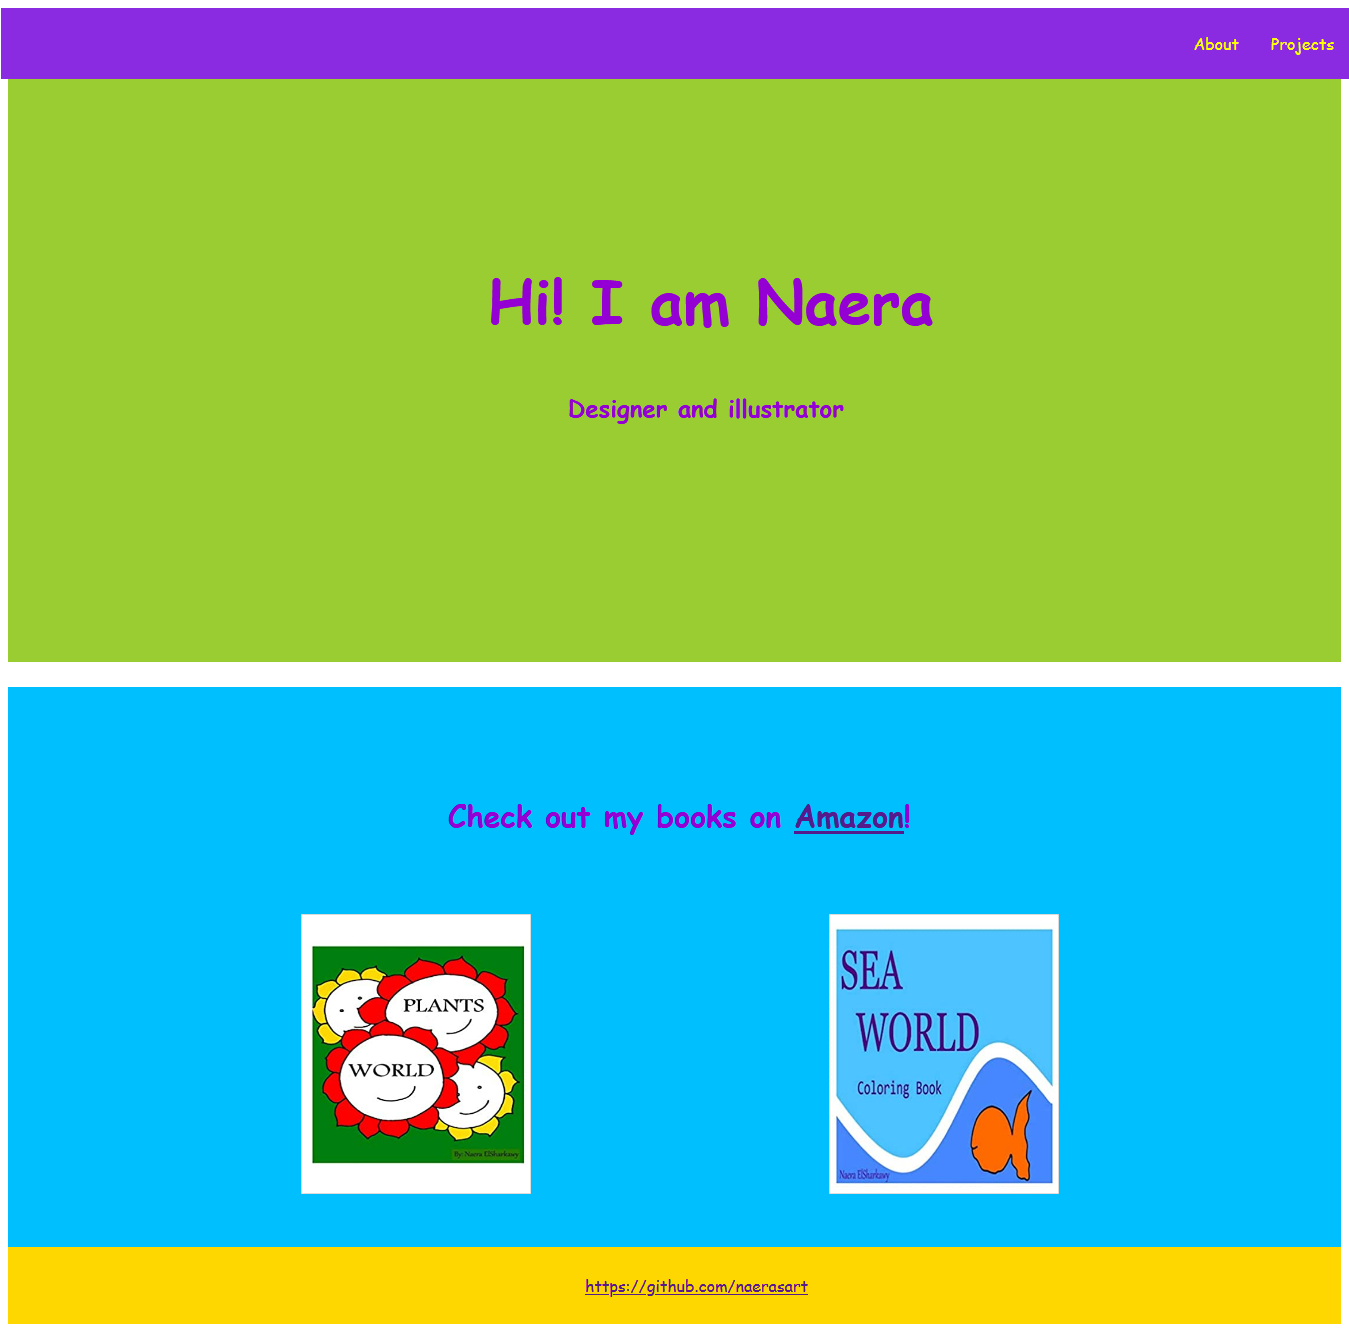 About Projects
Hi! I am Naera
Designer and illustrator
Check out my books on Amazon!
PLANTS
WORLD
By: Naera ElSharkawy
SEA
WORLD
Coloring Book
Naera ElSharkawy
https://github.com/naerasart